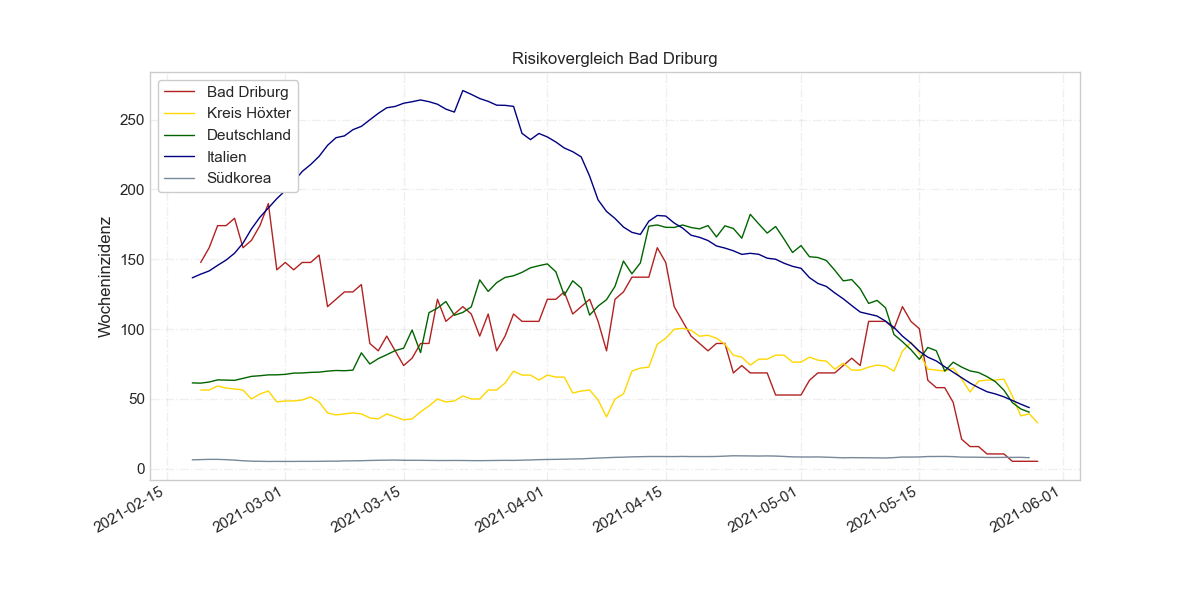 Risikovergleich Bad Driburg
Bad Driburg
Kreis Höxter
Deutschland
Italien
Südkorea
Wocheninzidenz
250
200
150
100
50
0
2021-02-15
2021-03-01
2021-03-15
2021-04-01
2021-04-15
2021-05-01
2021-05-15
2021-06-01